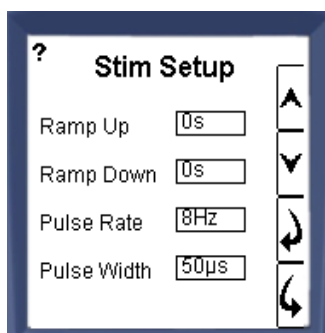 ?
Stim Setup
Ramp Up 0s
Ramp Down 0s
Pulse Rate 8Hz
Pulse Width 50µs